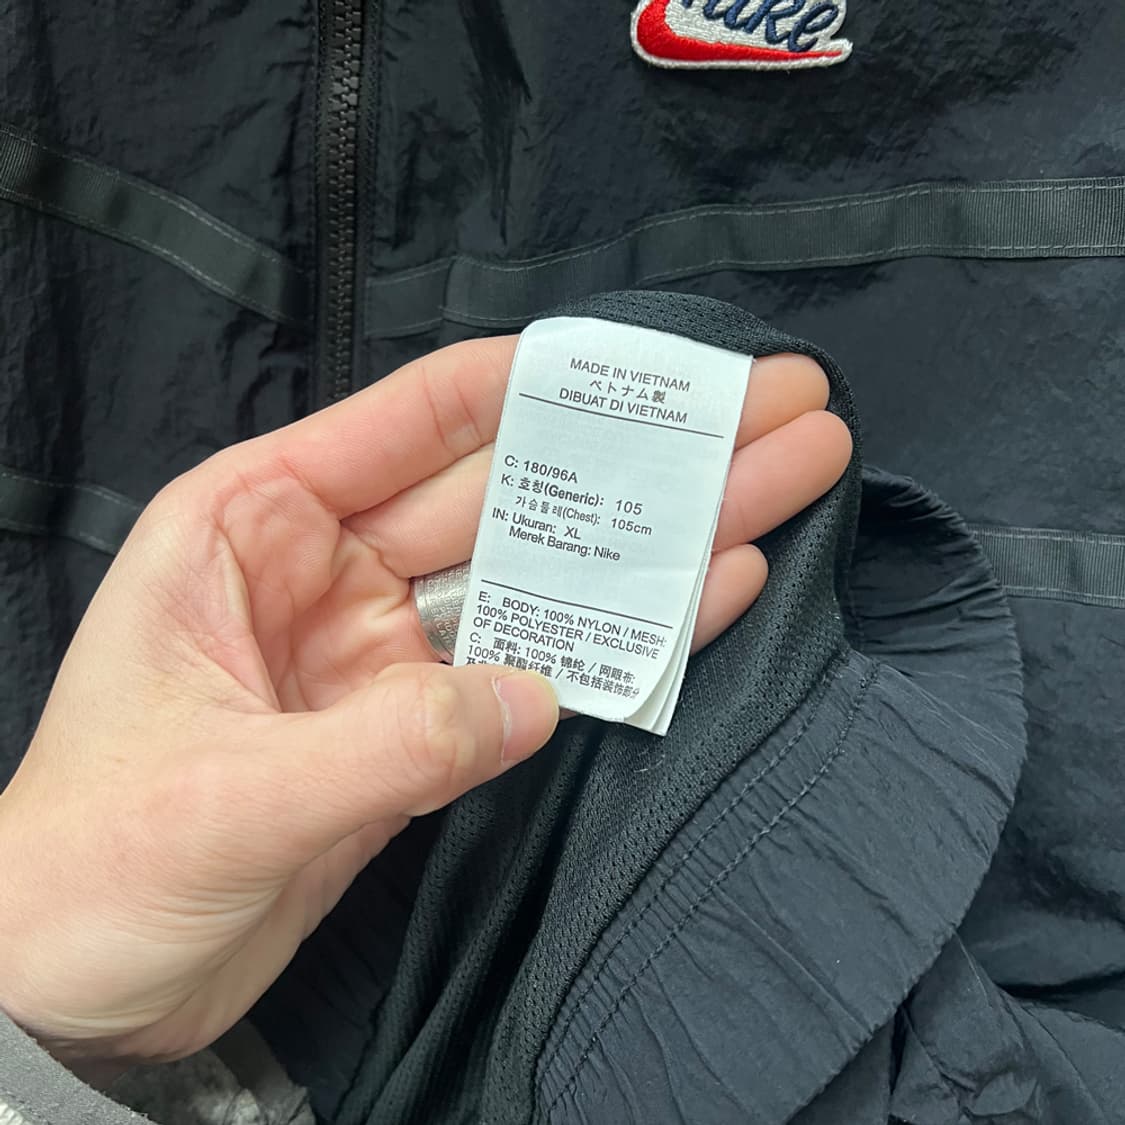 Nike
MADE IN VIETNAM
ベトナム製
DIBUAT DI VIETNAM
C: 180/96A
K: 호칭(Generic): 105
가슴둘레(Chest): 105cm
IN: Ukuran: XL
Merek Barang: Nike
E: BODY: 100% NYLON / MESH:
100% POLYESTER / EXCLUSIVE
OF DECORATION
C: 面料: 100% 锦纶 / 网眼布:
100% 聚酯纤维 / 不包括装饰部分